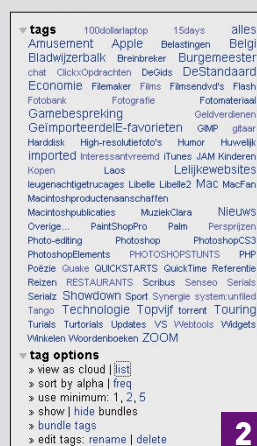 tags 100dollarlaptop 15days alles
Amusement Apple Belastingen Belgi
Bladwijzerbalk Breinbreker Burgemeester
chat ClickxOpdrachten DeGids DeStandaard
Economie Filemaker Films Filmsendvd's Flash
Fotobank Fotografie Fotomateriaal
Gamebespreking Geldverdienen
GeïmporteerdeIE-favorieten GIMP gitaar
Harddisk High-resolutiefoto's Humor Huwelijk
imported Interessantvreemd iTunes JAM Kinderen
Kopen Laos Lelijkewebsites
leugenachtigetrucages Libelle Libelle2 Mac MacFan
Macintoshproductenaanschaffen
Macintoshpublicaties MuziekClara Nieuws
Overige... PaintShopPro Palm Persprijzen
Photo-editing Photoshop PhotoshopCS3
PhotoshopElements PHOTOSHOPSTUNTS PHP
Poëzie Quake QUICKSTARTS QuickTime Referentie
Reizen RESTAURANTS Scribus Senseo Serials
Serialz Showdown Sport Synergie system:unfiled
Tango Technologie Topvijf torrent Touring
Turials Turtorials Updates VS Webtools Widgets
Winkelen Woordenboeken ZOOM
tag options
» view as cloud | list
» sort by alpha | freq
» use minimum: 1, 2, 5
» show | hide bundles
» bundle tags
» edit tags: rename | delete
2